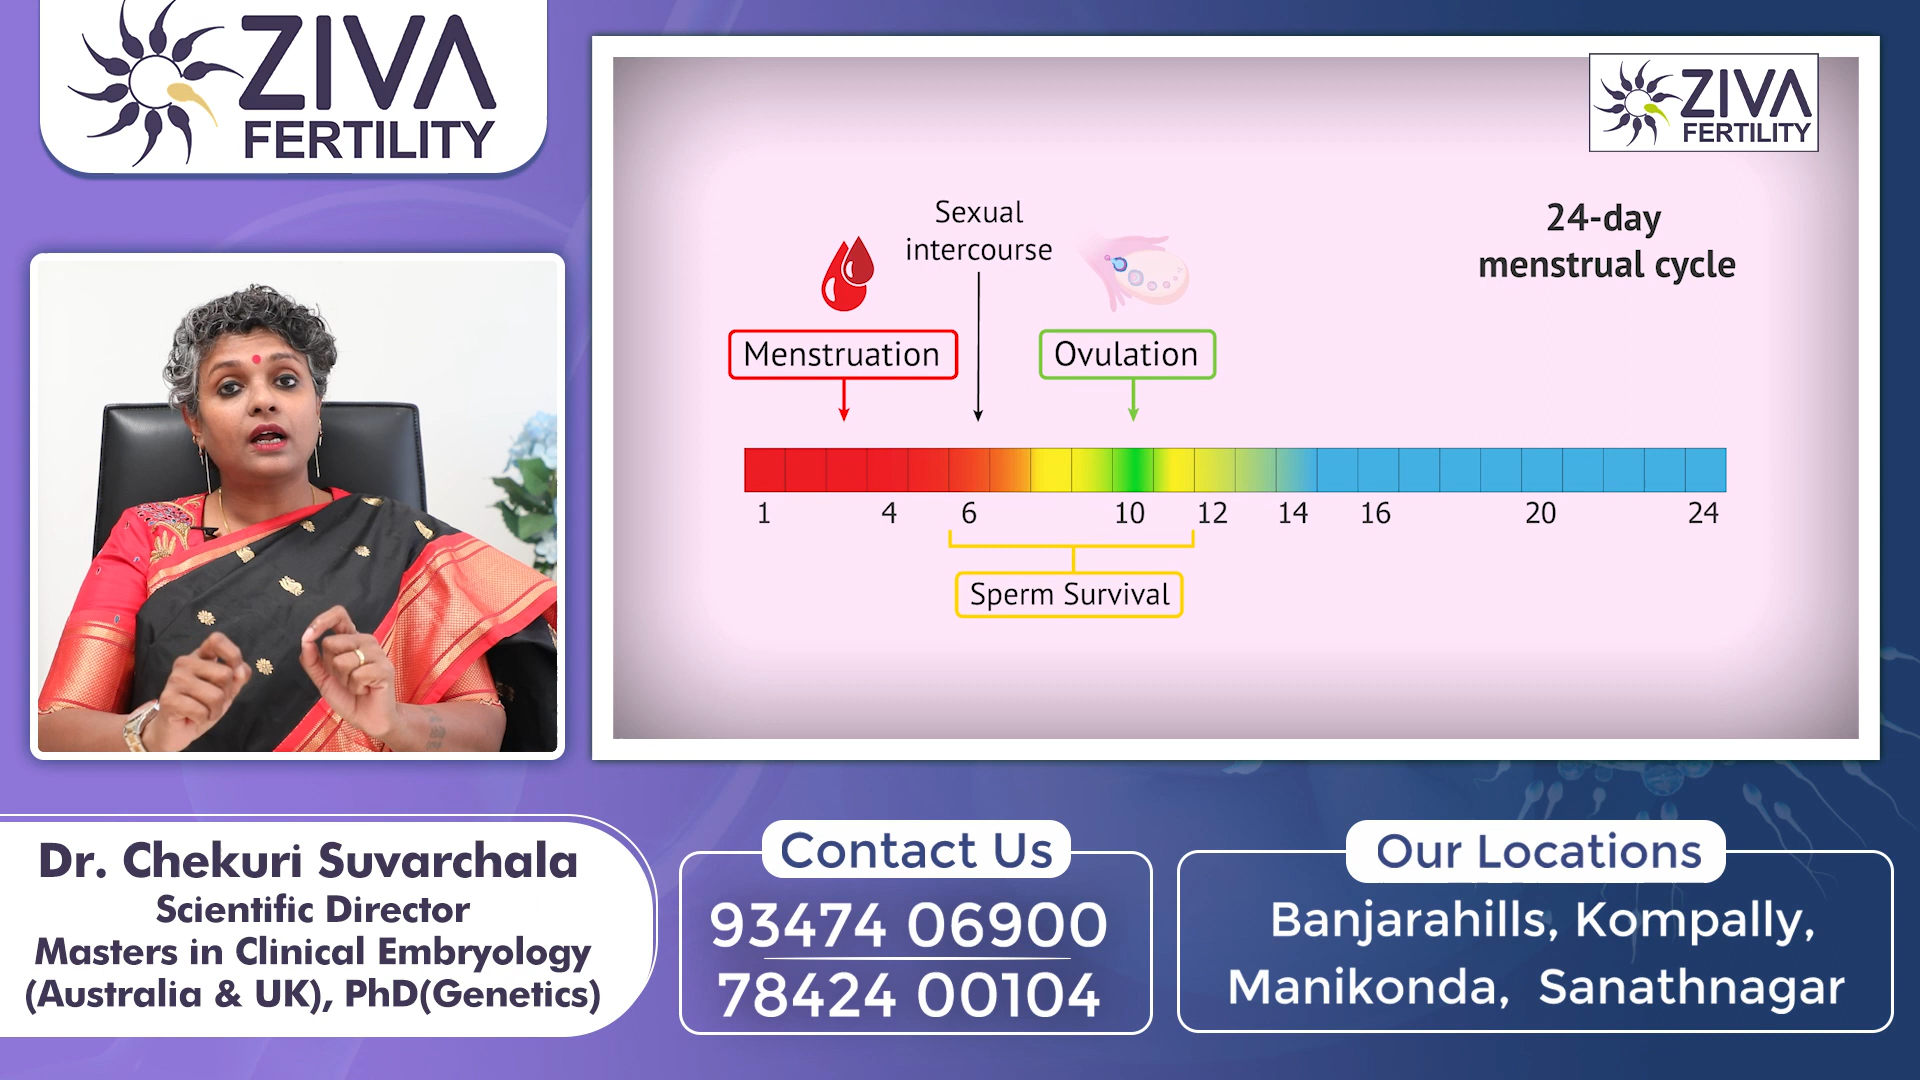 ZIVA
FERTILITY
ZIVA
FERTILITY
24-day
menstrual cycle
Sexual
intercourse
Menstruation
Ovulation
1 4 6 10 12 14 16 20 24
Sperm Survival
Dr. Chekuri Suvarchala
Scientific Director
Masters in Clinical Embryology
(Australia & UK), PhD(Genetics)
Contact Us
93474 06900
78424 00104
Our Locations
Banjarahills, Kompally,
Manikonda, Sanathnagar